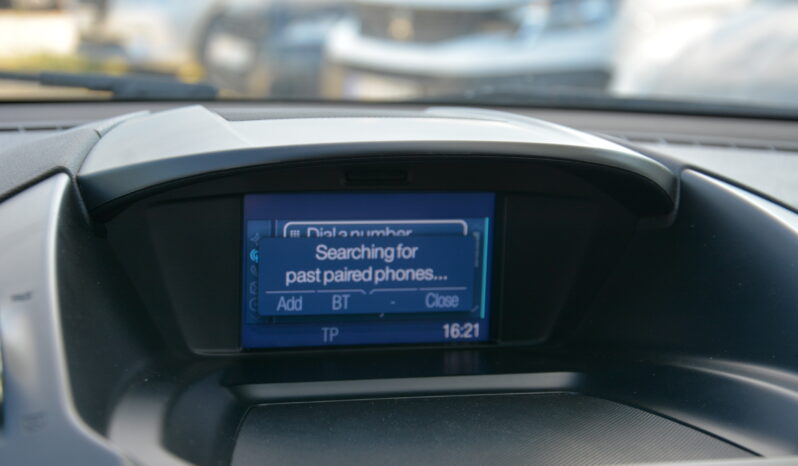 Dial a number
Searching for
past paired phones...
Add BT - Close
TP 16:21